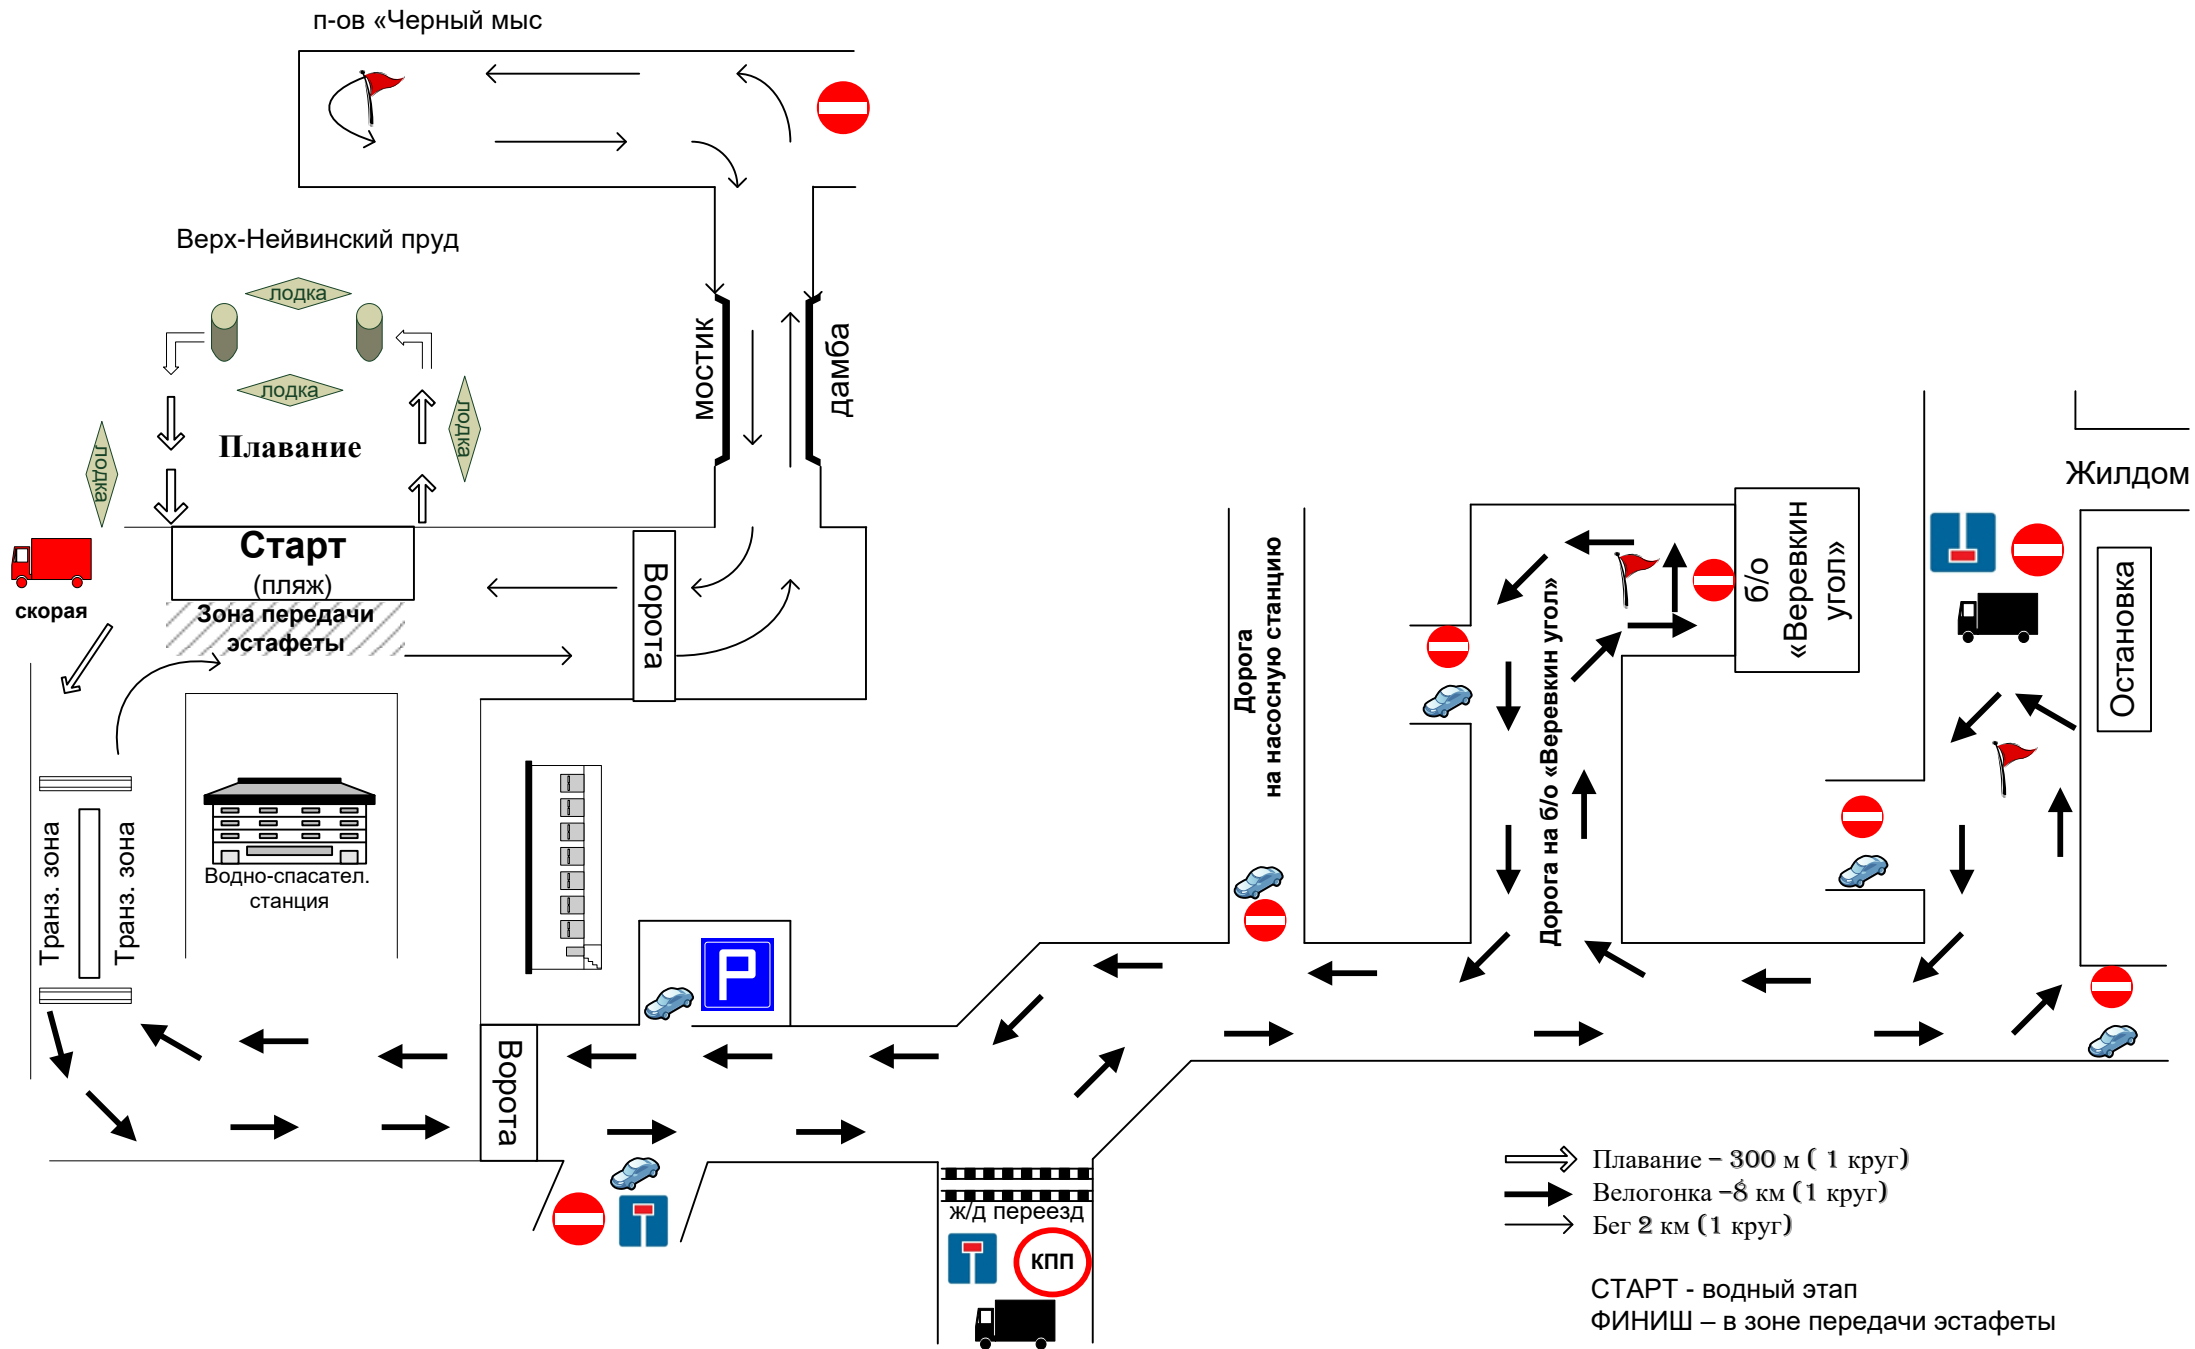 п-ов «Черный мыс
Верх-Нейвинский пруд
лодка
лодка
лодка
лодка
Плавание
мостик
дамба
Старт
(пляж)
Зона передачи
эстафеты
скорая
Ворота
Транз. зона
Транз. зона
Водно-спасател.
станция
P
Ворота
ж/д переезд
КПП
Дорога
на насосную станцию
Дорога на б/о «Веревкин угол»
б/о
«Веревкин
угол»
Жилдом
Остановка
Плавание – 300 м ( 1 круг)
Велогонка –8 км (1 круг)
Бег 2 км (1 круг)
СТАРТ - водный этап
ФИНИШ – в зоне передачи эстафеты